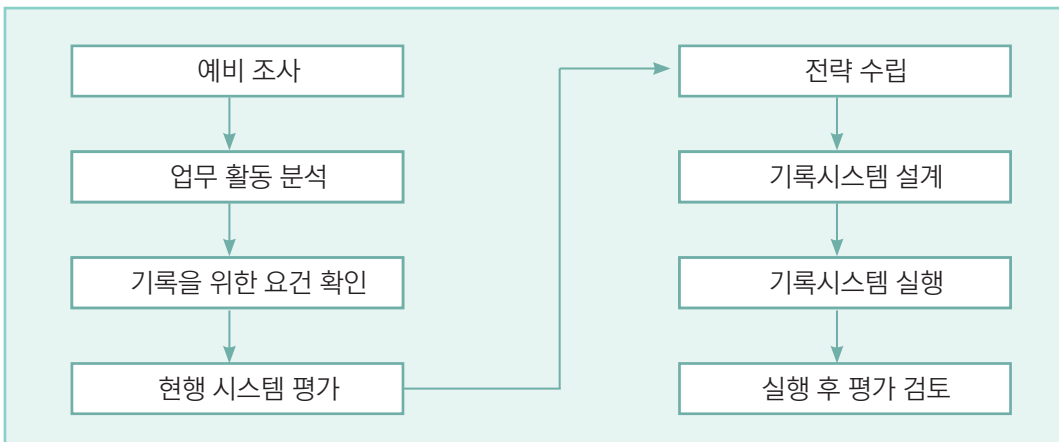 예비 조사
업무 활동 분석
기록을 위한 요건 확인
현행 시스템 평가
전략 수립
기록시스템 설계
기록시스템 실행
실행 후 평가 검토